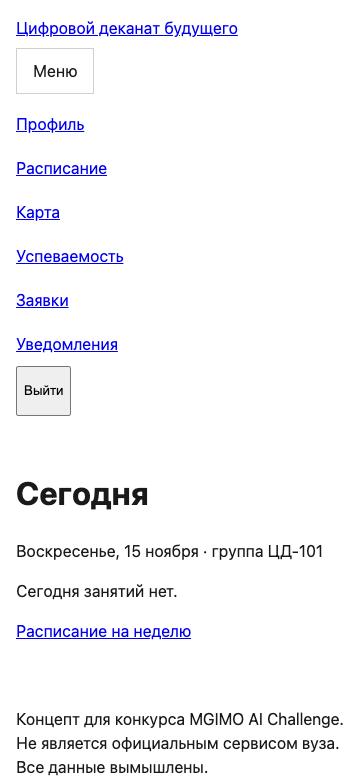 Цифровой деканат будущего
Меню
Профиль
Расписание
Карта
Успеваемость
Заявки
Уведомления
Выйти
Сегодня
Воскресенье, 15 ноября · группа ЦД-101
Сегодня занятий нет.
Расписание на неделю
Концепт для конкурса MGIMO AI Challenge.
Не является официальным сервисом вуза.
Все данные вымышлены.